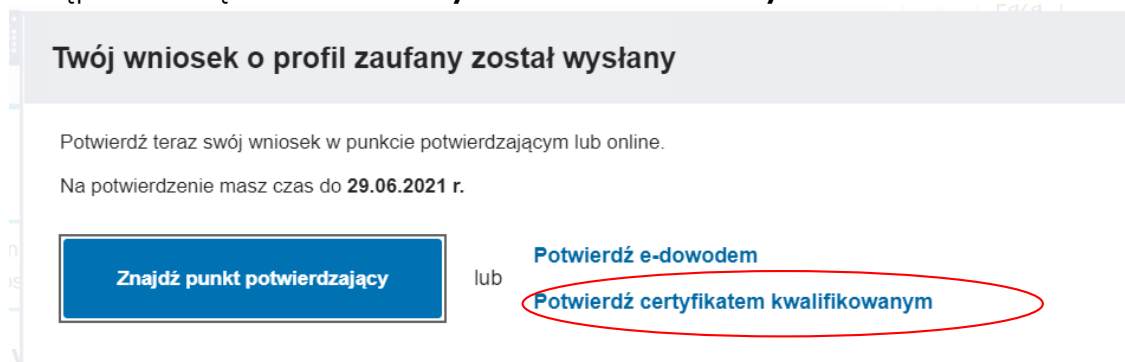 Twój wniosek o profil zaufany został wysłany
Potwierdź teraz swój wniosek w punkcie potwierdzającym lub online.
Na potwierdzenie masz czas do 29.06.2021 r.
Znajdź punkt potwierdzający
lub
Potwierdź e-dowodem
Potwierdź certyfikatem kwalifikowanym